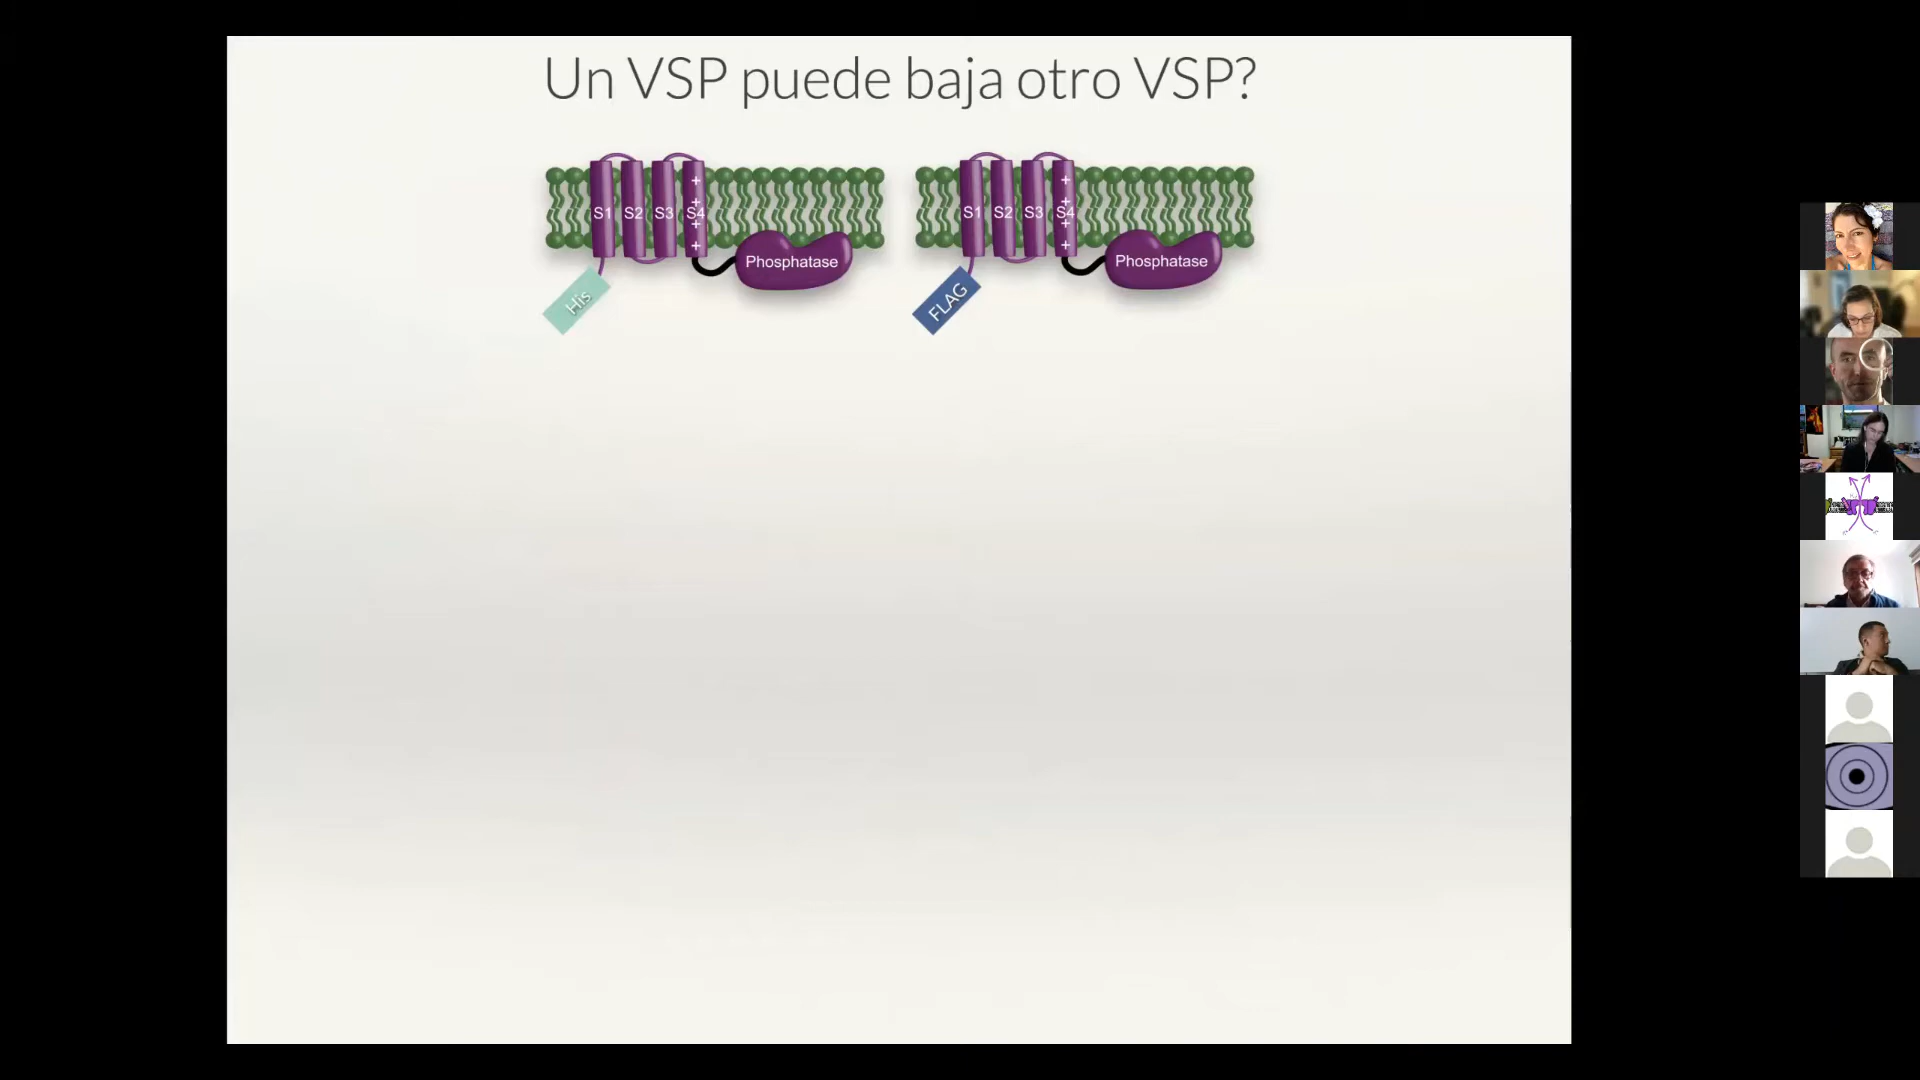 Un VSP puede baja otro VSP?
S1 S2 S3 S4 Phosphatase His
S1 S2 S3 S4 Phosphatase FLAG